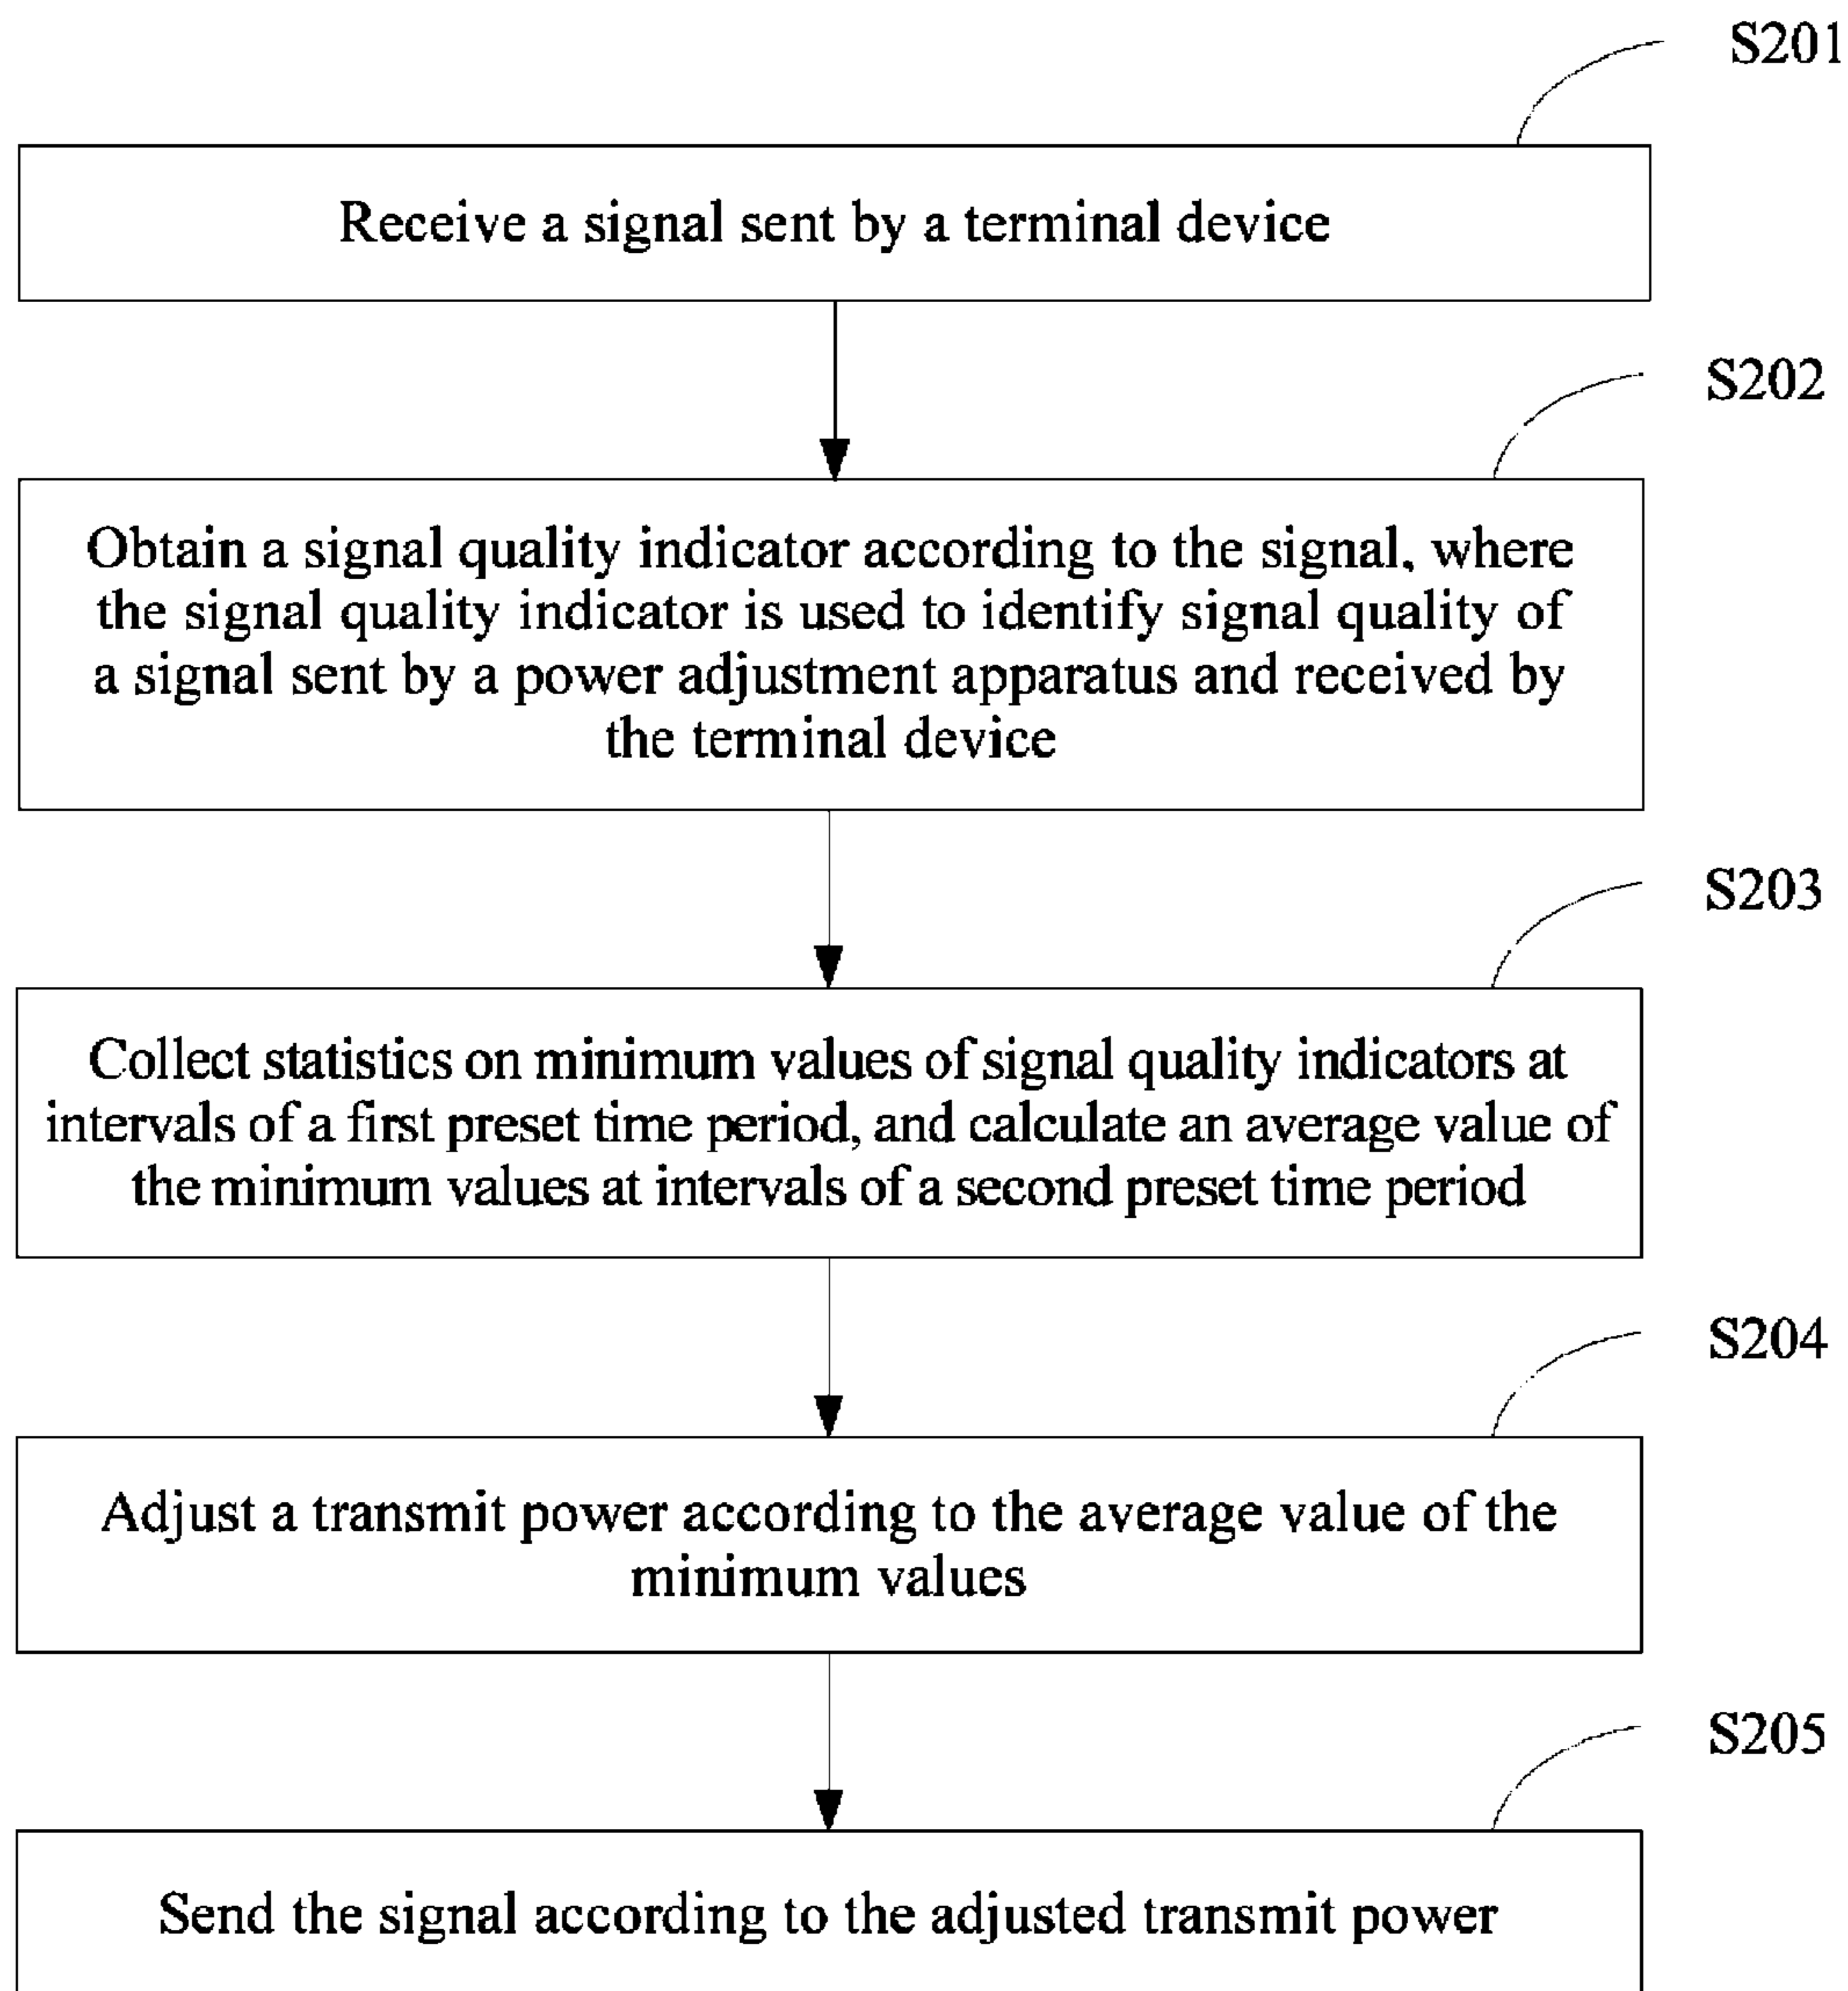 S201
Receive a signal sent by a terminal device
S202
Obtain a signal quality indicator according to the signal, where
the signal quality indicator is used to identify signal quality of
a signal sent by a power adjustment apparatus and received by
the terminal device
S203
Collect statistics on minimum values of signal quality indicators at
intervals of a first preset time period, and calculate an average value of
the minimum values at intervals of a second preset time period
S204
Adjust a transmit power according to the average value of the
minimum values
S205
Send the signal according to the adjusted transmit power